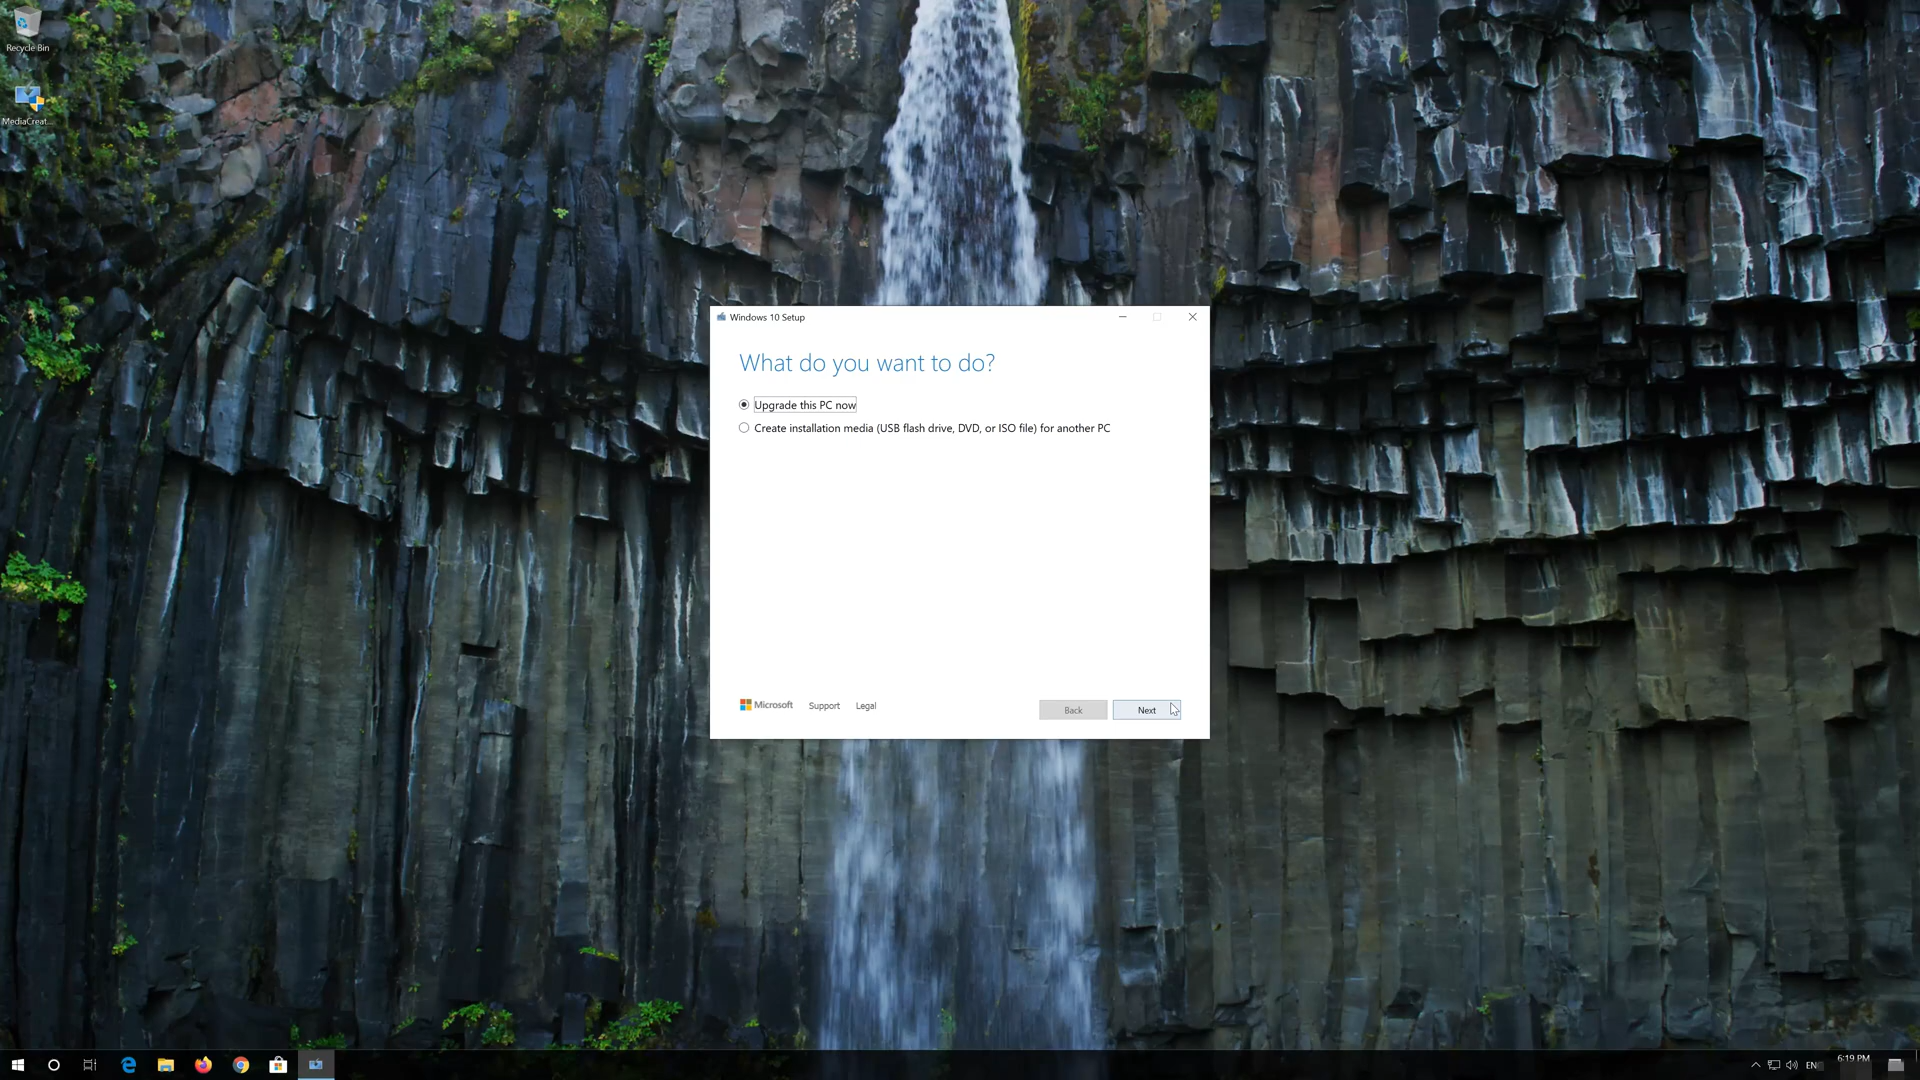 Recycle Bin
MediaCreat...
Windows 10 Setup
What do you want to do?
Upgrade this PC now
Create installation media (USB flash drive, DVD, or ISO file) for another PC
Microsoft
Support
Legal
Back
Next
ENG
6:19 PM